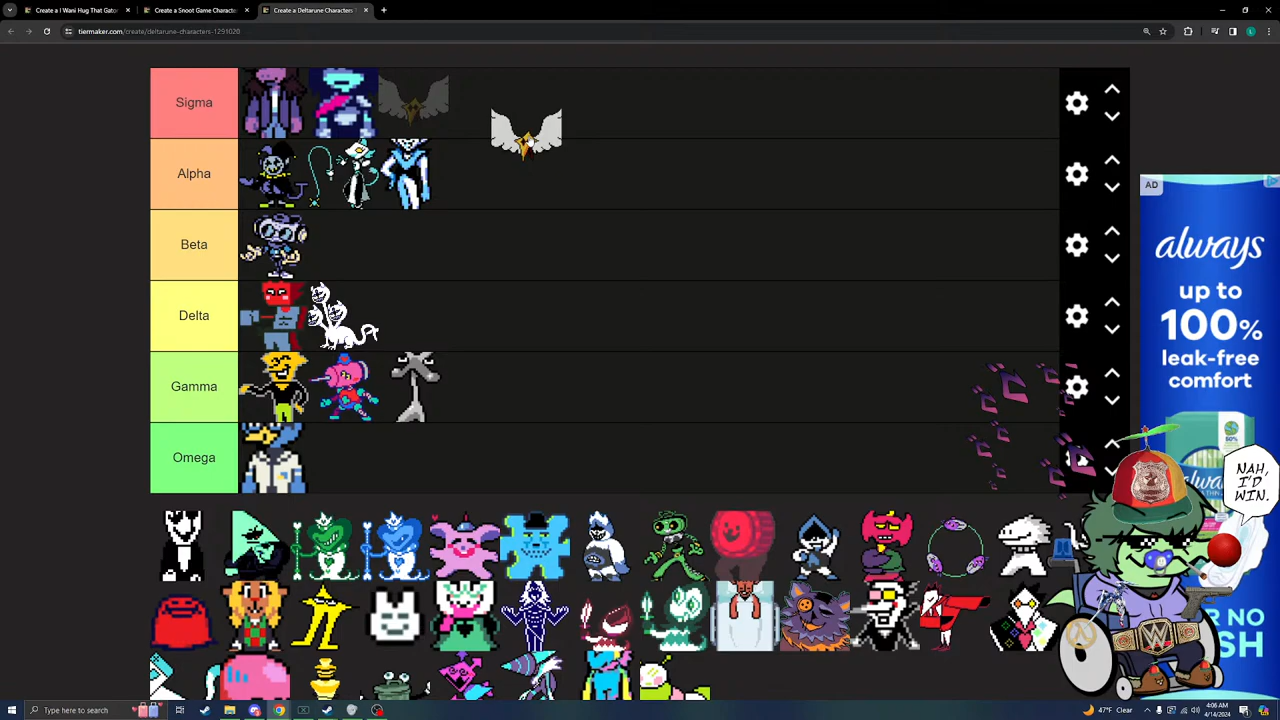 Create a I Wani Hug That Gator
Create a Snoot Game Characte
Create a Deltarune Characters
tiermaker.com/create/deltarune-characters-1291020
Sigma
Alpha
Beta
Delta
Gamma
Omega
AD
always
up to
100%
leak-free
comfort
NAH,
I'D
WIN.
Type here to search
47°F Clear
4:06 AM
4/14/2024